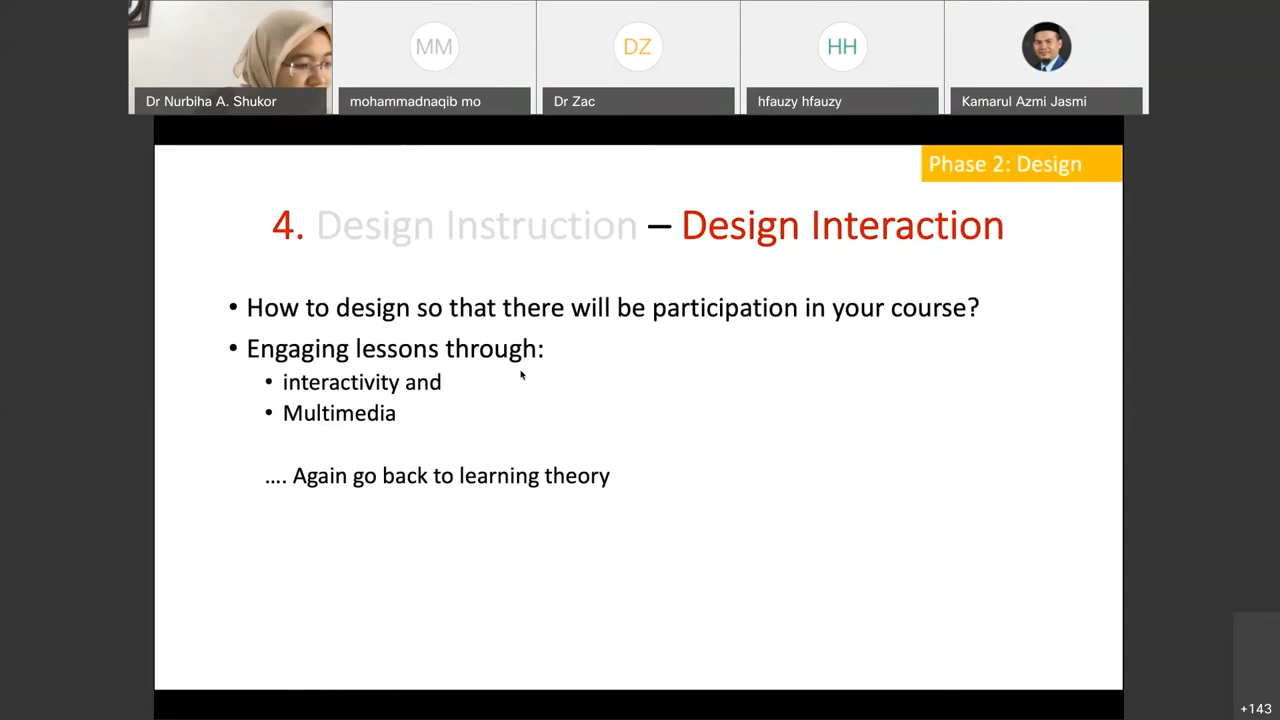 MM
DZ
HH
Dr Nurbiha A. Shukor
mohammadnaqib mo
Dr Zac
hfauzy hfauzy
Kamarul Azmi Jasmi
Phase 2: Design
4. Design Instruction – Design Interaction
• How to design so that there will be participation in your course?
• Engaging lessons through:
• interactivity and
• Multimedia
…. Again go back to learning theory
+143